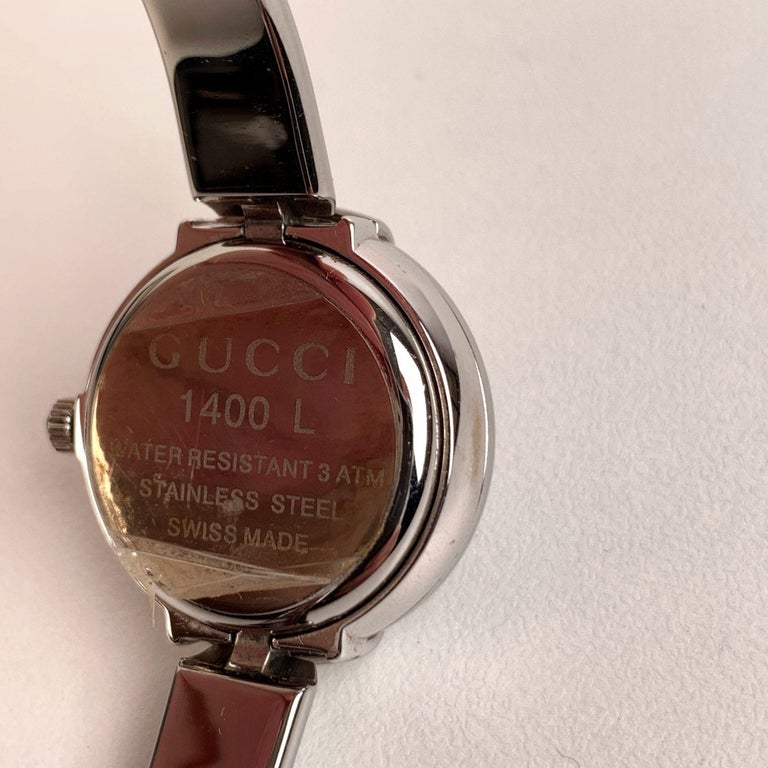 GUCCI
1400 L
WATER RESISTANT 3 ATM
STAINLESS STEEL
SWISS MADE